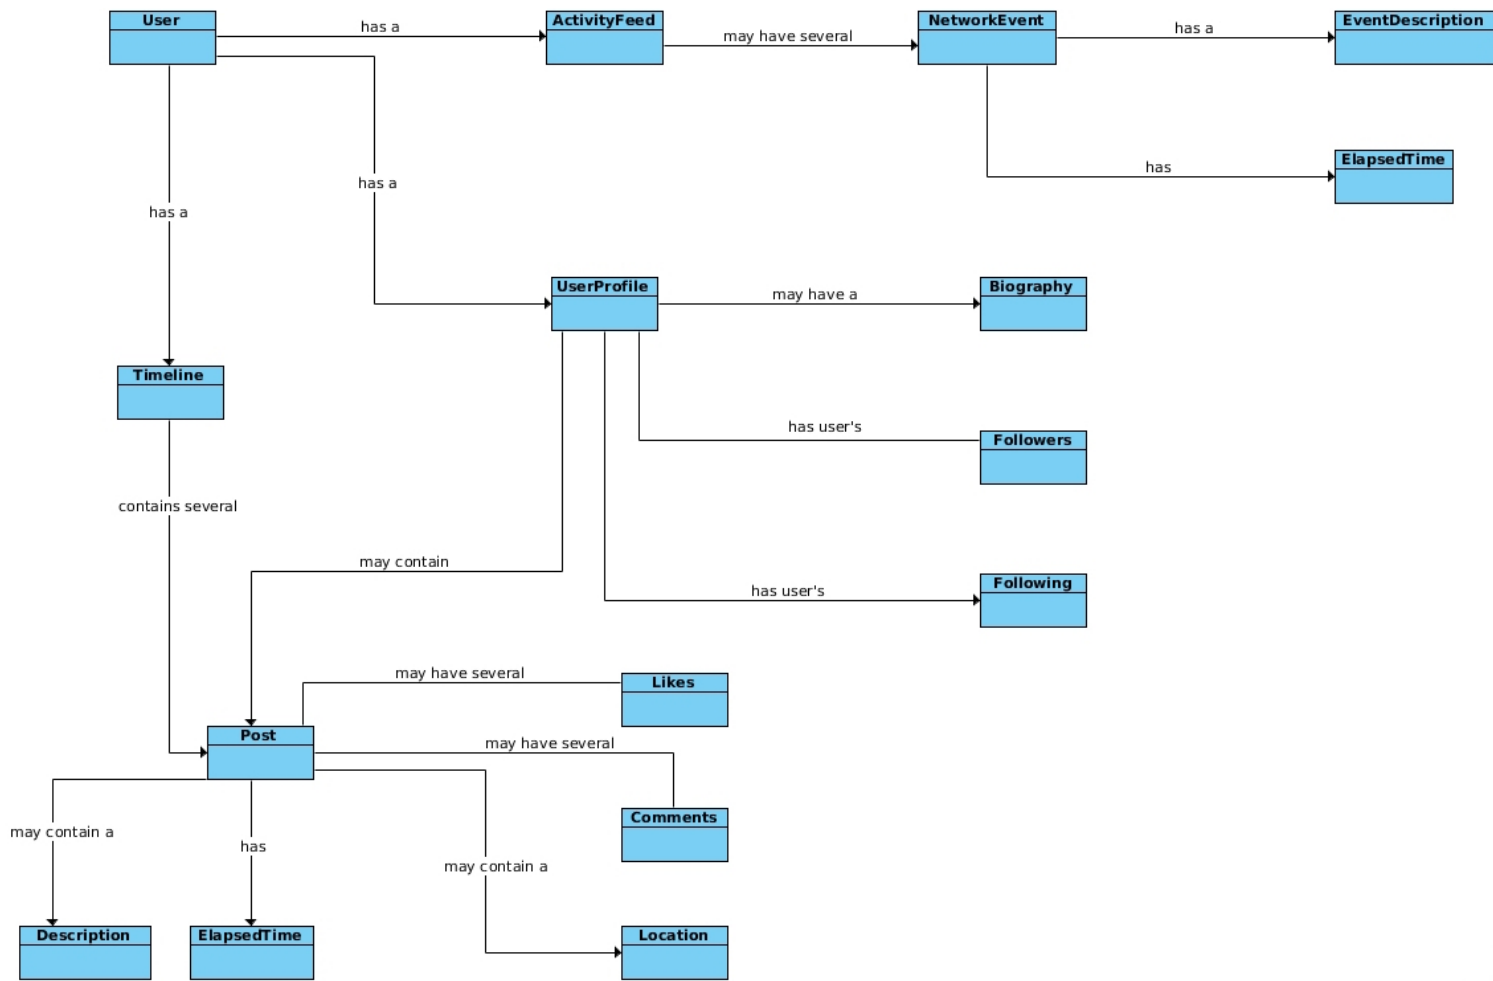 User
has a
ActivityFeed
may have several
NetworkEvent
has a
EventDescription
has
ElapsedTime
has a
has a
UserProfile
may have a
Biography
Timeline
has user's
Followers
contains several
may contain
has user's
Following
may have several
Likes
Post
may have several
Comments
may contain a
has
may contain a
Description
ElapsedTime
Location